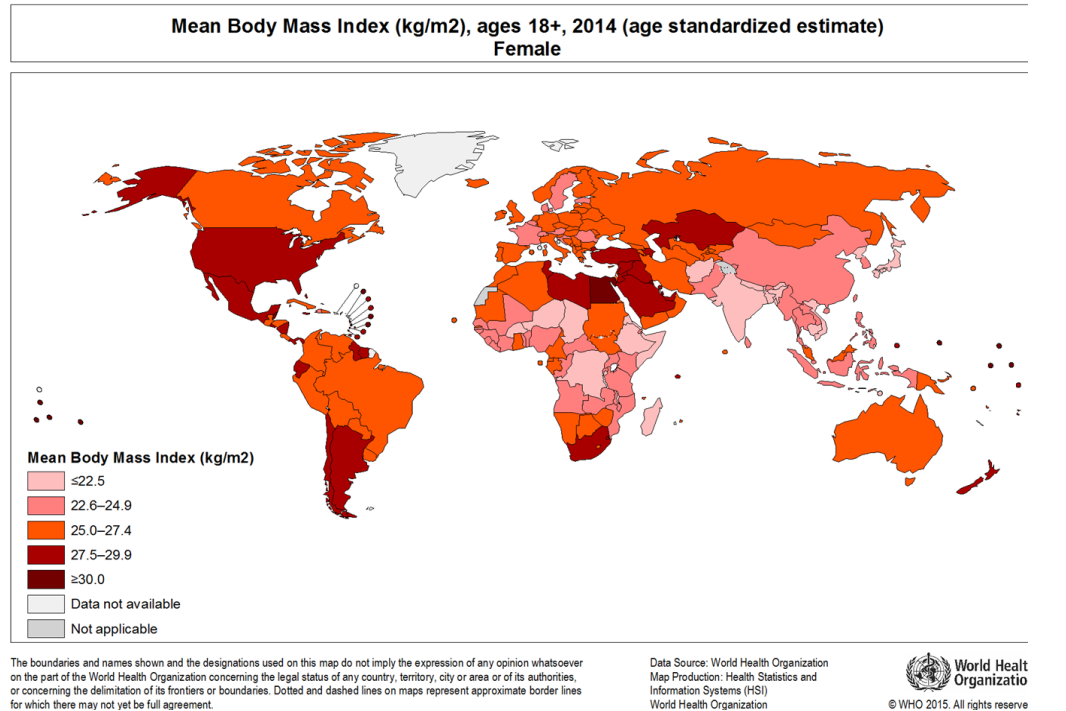 Mean Body Mass Index (kg/m2), ages 18+, 2014 (age standardized estimate)
Female
Mean Body Mass Index (kg/m2)
≤22.5
22.6–24.9
25.0–27.4
27.5–29.9
≥30.0
Data not available
Not applicable
The boundaries and names shown and the designations used on this map do not imply the expression of any opinion whatsoever
on the part of the World Health Organization concerning the legal status of any country, territory, city or area or of its authorities,
or concerning the delimitation of its frontiers or boundaries. Dotted and dashed lines on maps represent approximate border lines
for which there may not yet be full agreement.
Data Source: World Health Organization
Map Production: Health Statistics and
Information Systems (HSI)
World Health Organization
World Healt
Organizatio
© WHO 2015. All rights reserve